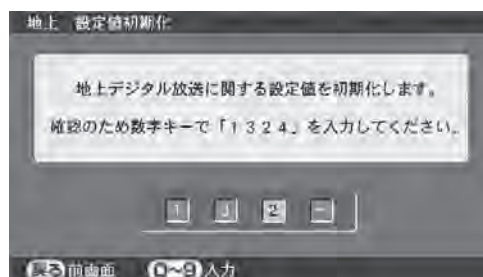 地上 設定値初期化
地上デジタル放送に関する設定値を初期化します。
確認のため数字キーで「1324」を入力してください。
1 3 2 −
戻る 前画面 0〜9 入力